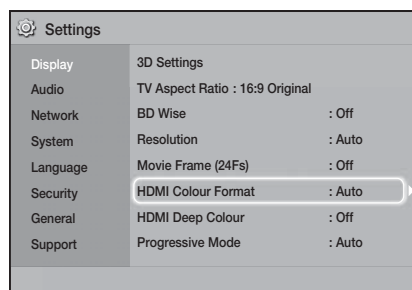 Settings
Display
Audio
Network
System
Language
Security
General
Support
3D Settings
TV Aspect Ratio : 16:9 Original
BD Wise : Off
Resolution : Auto
Movie Frame (24Fs) : Off
HDMI Colour Format : Auto
HDMI Deep Colour : Off
Progressive Mode : Auto